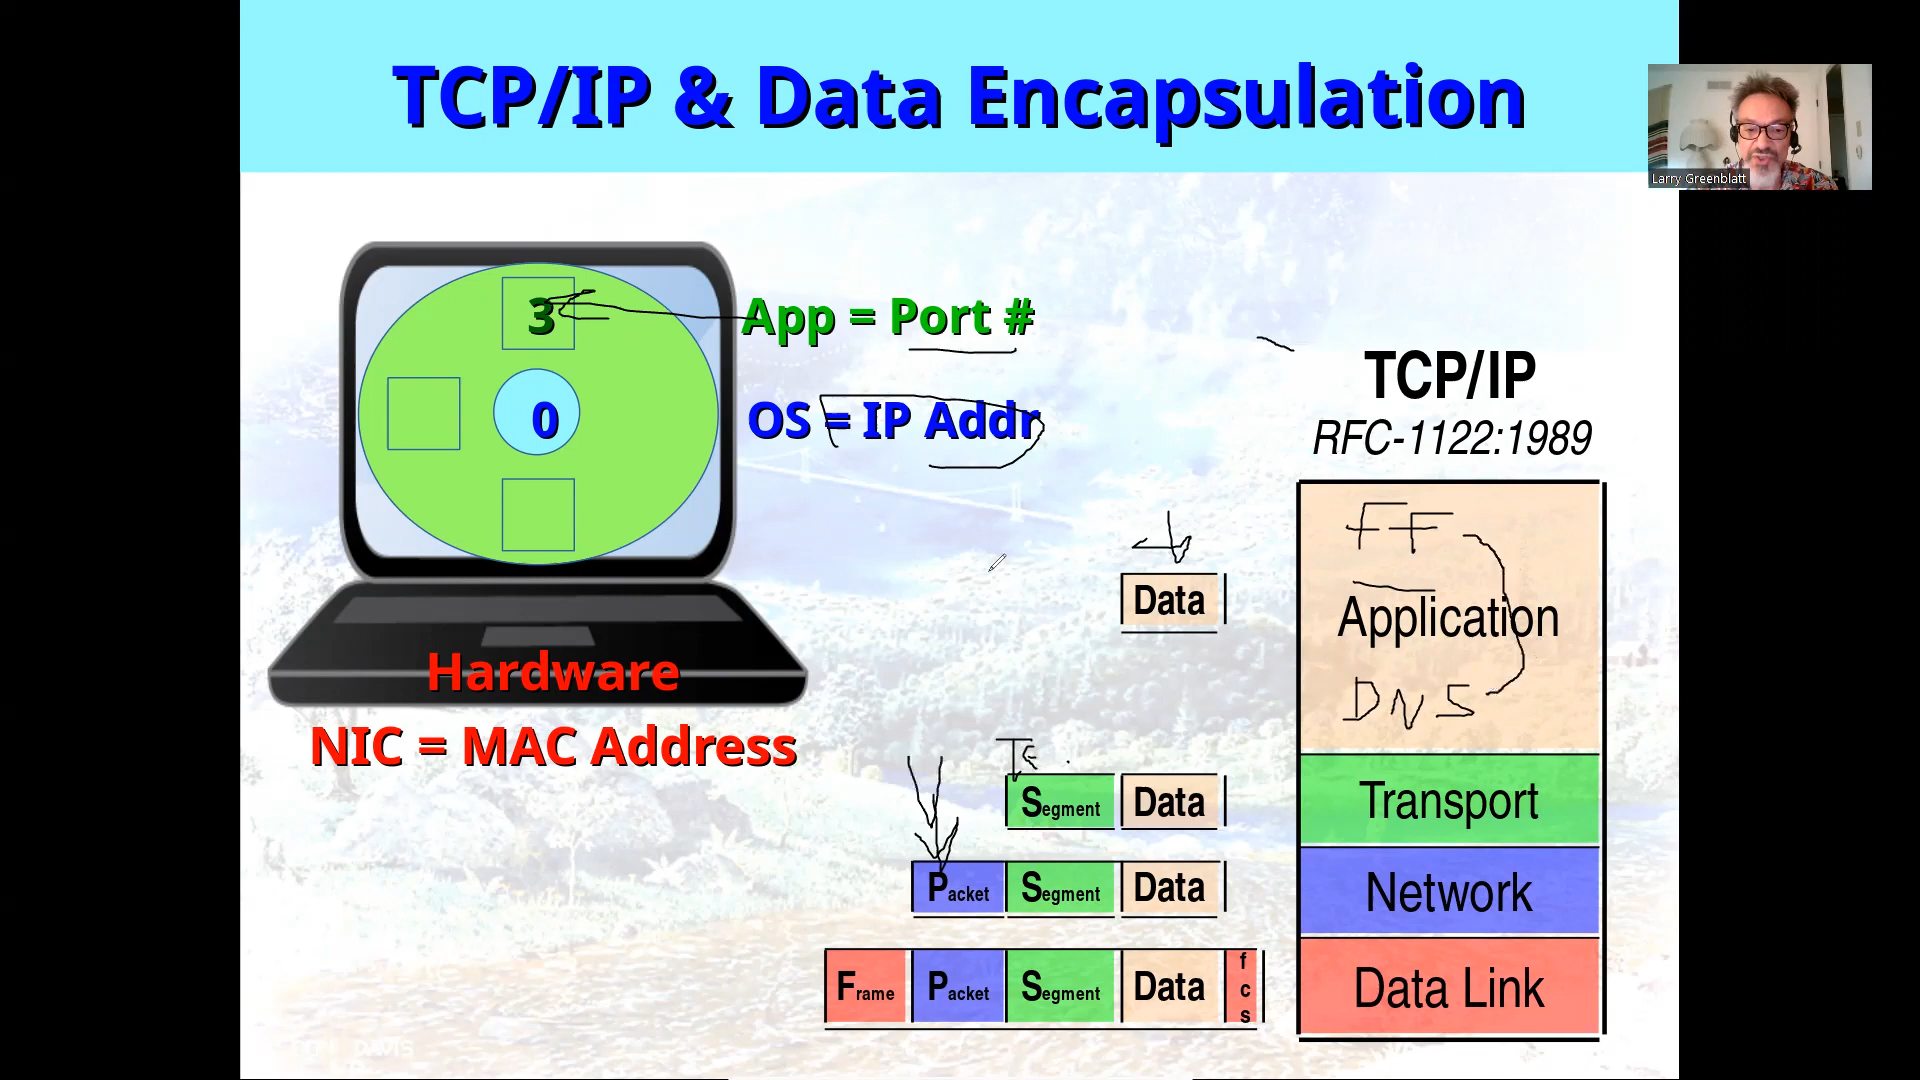 TCP/IP & Data Encapsulation
Larry Greenblatt
3
App = Port #
0
OS = IP Addr
Hardware
NIC = MAC Address
TCP/IP
RFC-1122:1989
FF
Application
DNS
Transport
Network
Data Link
Data
Segment Data
Packet Segment Data
Frame Packet Segment Data fcs